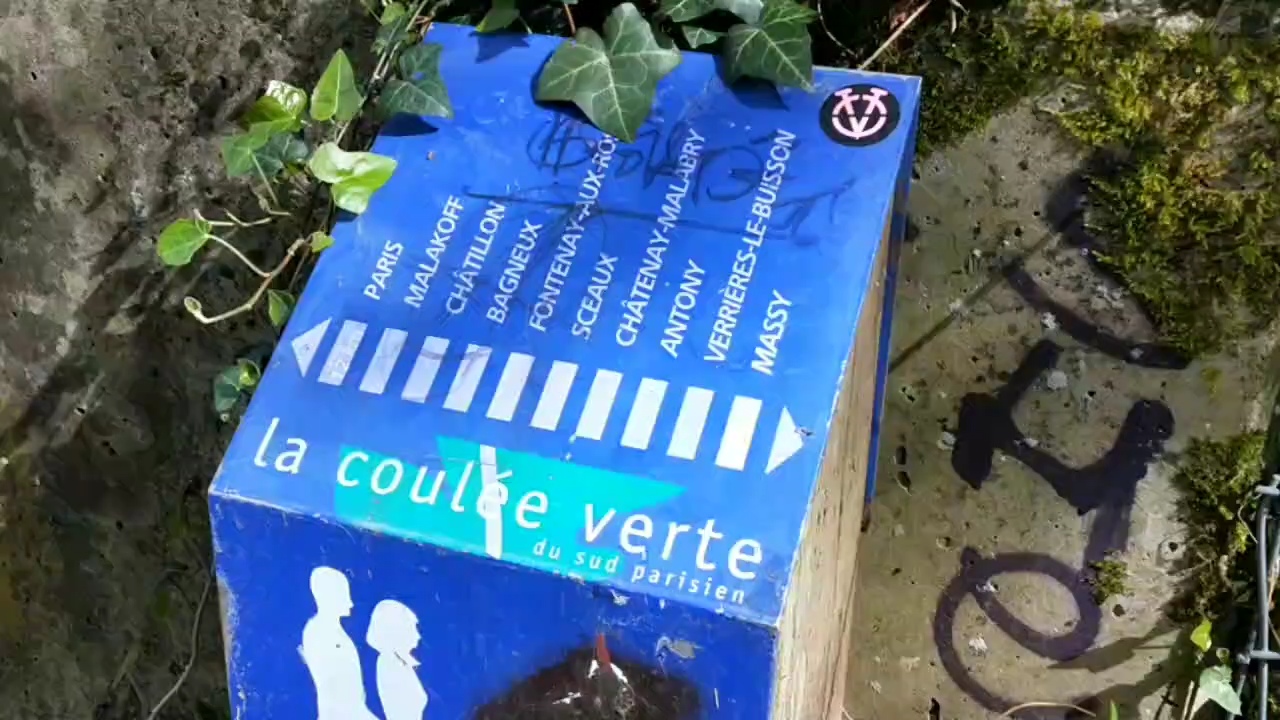 PARIS
MALAKOFF
CHÂTILLON
BAGNEUX
FONTENAY-AUX-RO
SCEAUX
CHÂTENAY-MALABRY
ANTONY
VERRIÈRES-LE-BUISSON
MASSY
la coulée verte
du sud parisien